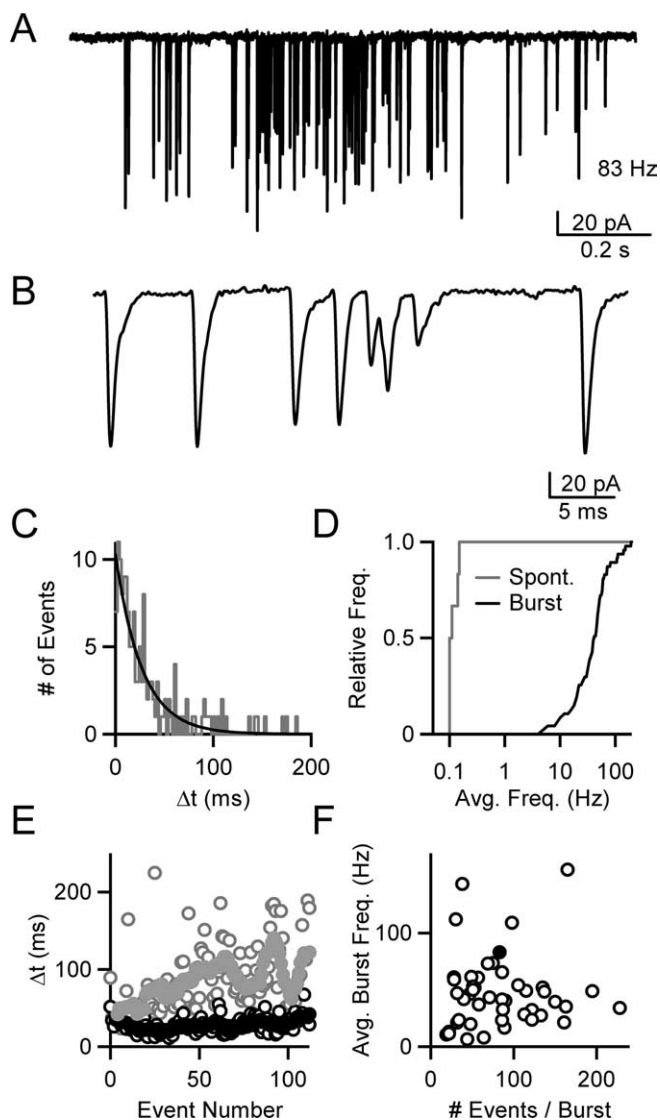 A
83 Hz
20 pA
0.2 s
B
20 pA
5 ms
C
10
5
0
# of Events
0 100 200
Δt (ms)
D
1.0
0.5
0
Relative Freq.
Spont.
Burst
0.1 1 10 100
Avg. Freq. (Hz)
E
200
100
0
Δt (ms)
0 50 100
Event Number
F
100
0
Avg. Burst Freq. (Hz)
0 100 200
# Events / Burst